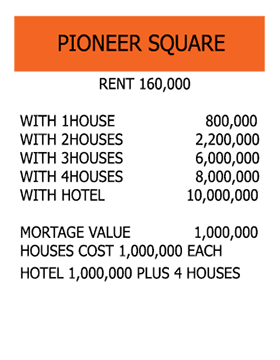 PIONEER SQUARE
RENT 160,000
WITH 1HOUSE 800,000
WITH 2HOUSES 2,200,000
WITH 3HOUSES 6,000,000
WITH 4HOUSES 8,000,000
WITH HOTEL 10,000,000
MORTAGE VALUE 1,000,000
HOUSES COST 1,000,000 EACH
HOTEL 1,000,000 PLUS 4 HOUSES